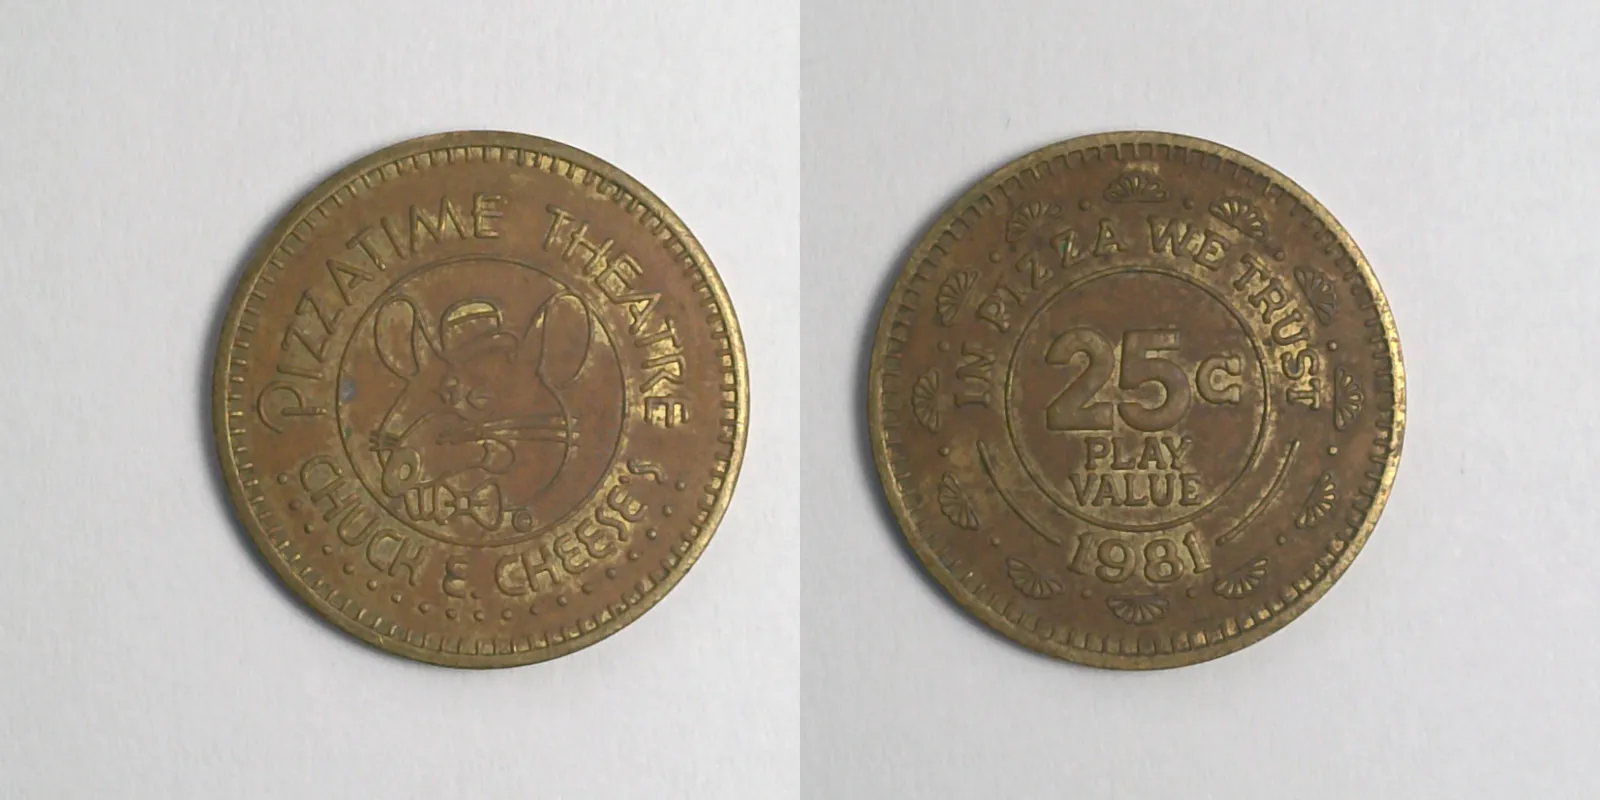 PIZZATIME THEATRE
CHUCK E. CHEESE'S
©
IN PIZZA WE TRUST
25¢
PLAY
VALUE
1981